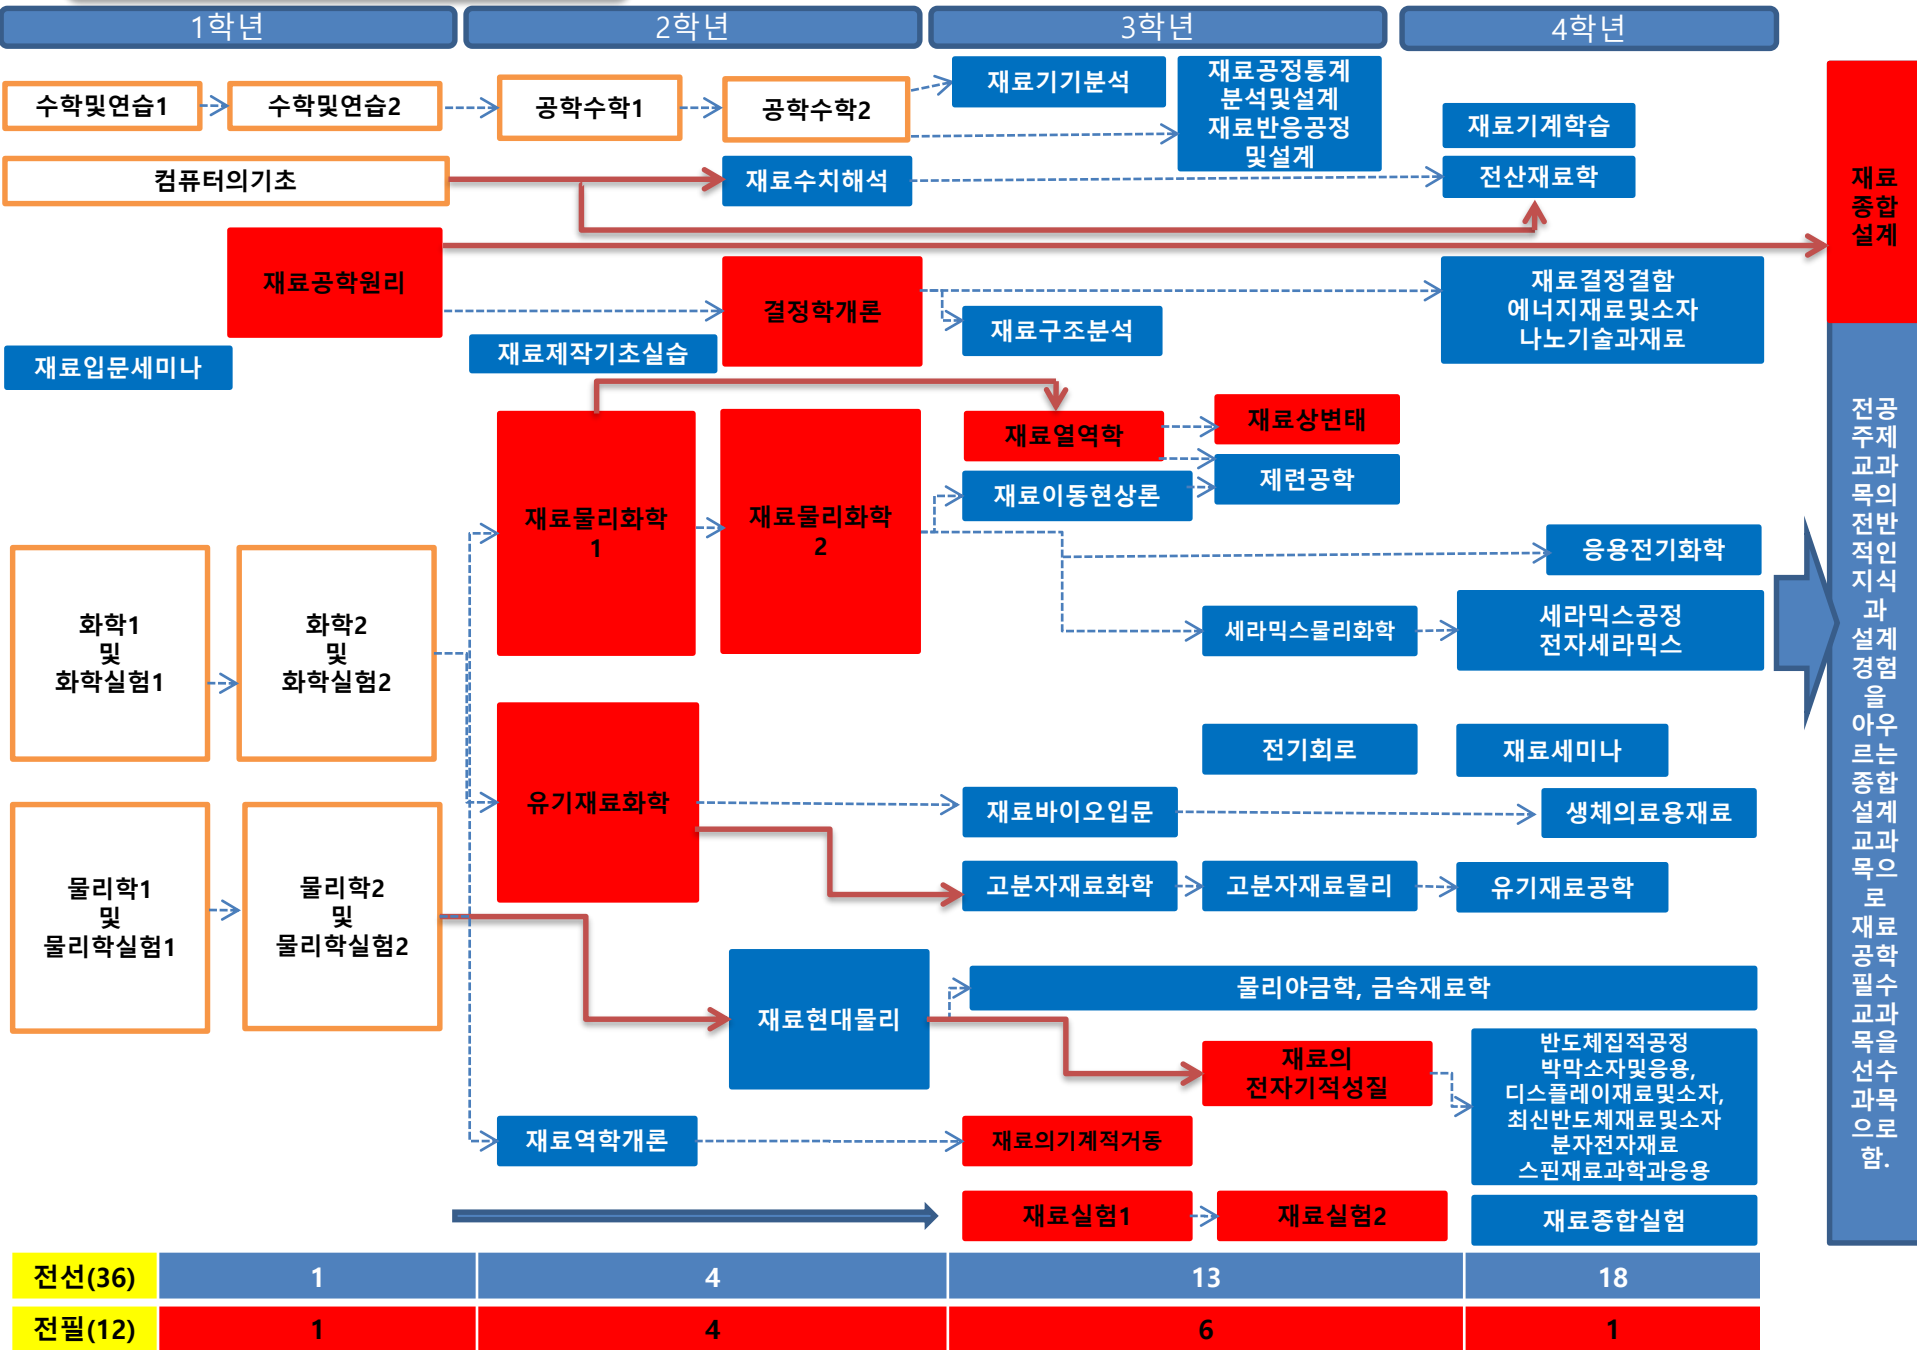 1학년
2학년
3학년
4학년
수학및연습1
수학및연습2
공학수학1
공학수학2
재료기기분석
재료공정통계
분석및설계
재료반응공정
및설계
재료기계학습
컴퓨터의기초
재료수치해석
전산재료학
재료
종합
설계
재료공학원리
결정학개론
재료구조분석
재료결정결함
에너지재료및소자
나노기술과재료
재료입문세미나
재료제작기초실습
재료물리화학
1
재료물리화학
2
재료열역학
재료상변태
재료이동현상론
제련공학
응용전기화학
화학1
및
화학실험1
화학2
및
화학실험2
세라믹스물리화학
세라믹스공정
전자세라믹스
유기재료화학
전기회로
재료세미나
재료바이오입문
생체의료용재료
물리학1
및
물리학실험1
물리학2
및
물리학실험2
고분자재료화학
고분자재료물리
유기재료공학
재료현대물리
물리야금학, 금속재료학
재료의
전자기적성질
반도체집적공정
박막소자및응용,
디스플레이재료및소자,
최신반도체재료및소자
분자전자재료
스핀재료과학과응용
재료역학개론
재료의기계적거동
재료실험1
재료실험2
재료종합실험
전공
주제
교과
목의
전반
적인
지식
과
설계
경험
을
아우
르는
종합
설계
교과
목으
로
재료
공학
필수
교과
목을
선수
과목
으로
함.
전선(36)
1
4
13
18
전필(12)
1
4
6
1